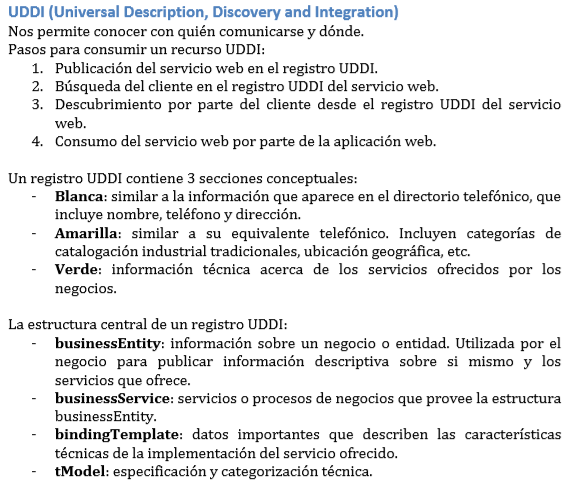 UDDI (Universal Description, Discovery and Integration)
Nos permite conocer con quién comunicarse y dónde.
Pasos para consumir un recurso UDDI:
1. Publicación del servicio web en el registro UDDI.
2. Búsqueda del cliente en el registro UDDI del servicio web.
3. Descubrimiento por parte del cliente desde el registro UDDI del servicio
web.
4. Consumo del servicio web por parte de la aplicación web.
Un registro UDDI contiene 3 secciones conceptuales:
- Blanca: similar a la información que aparece en el directorio telefónico, que
incluye nombre, teléfono y dirección.
- Amarilla: similar a su equivalente telefónico. Incluyen categorías de
catalogación industrial tradicionales, ubicación geográfica, etc.
- Verde: información técnica acerca de los servicios ofrecidos por los
negocios.
La estructura central de un registro UDDI:
- businessEntity: información sobre un negocio o entidad. Utilizada por el
negocio para publicar información descriptiva sobre si mismo y los
servicios que ofrece.
- businessService: servicios o procesos de negocios que provee la estructura
businessEntity.
- bindingTemplate: datos importantes que describen las características
técnicas de la implementación del servicio ofrecido.
- tModel: especificación y categorización técnica.